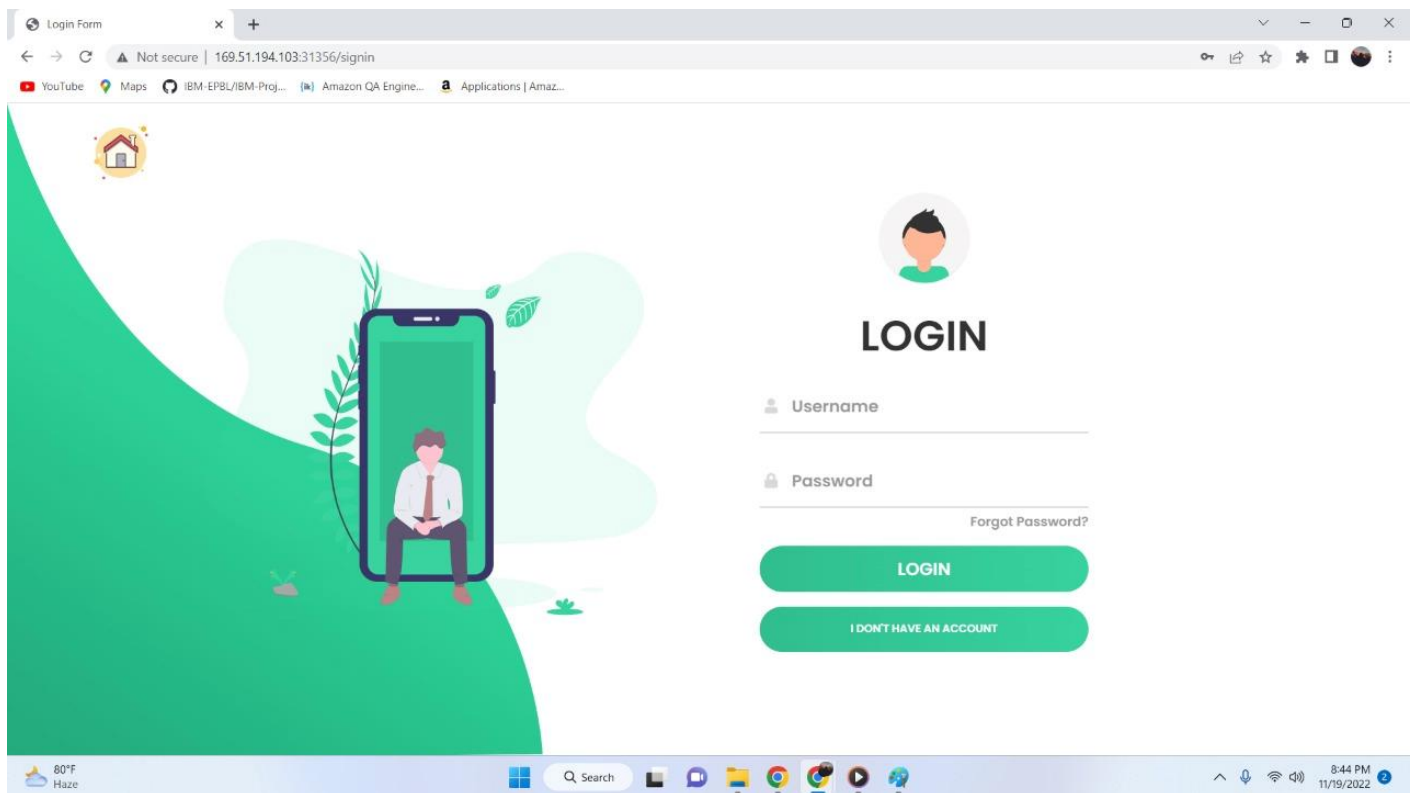 Login Form
Not secure | 169.51.194.103:31356/signin
YouTube Maps IBM-EPBL/IBM-Proj... Amazon QA Engine... Applications | Amaz...
LOGIN
Username
Password
Forgot Password?
LOGIN
I DON'T HAVE AN ACCOUNT
80°F
Haze
Search
8:44 PM
11/19/2022
2